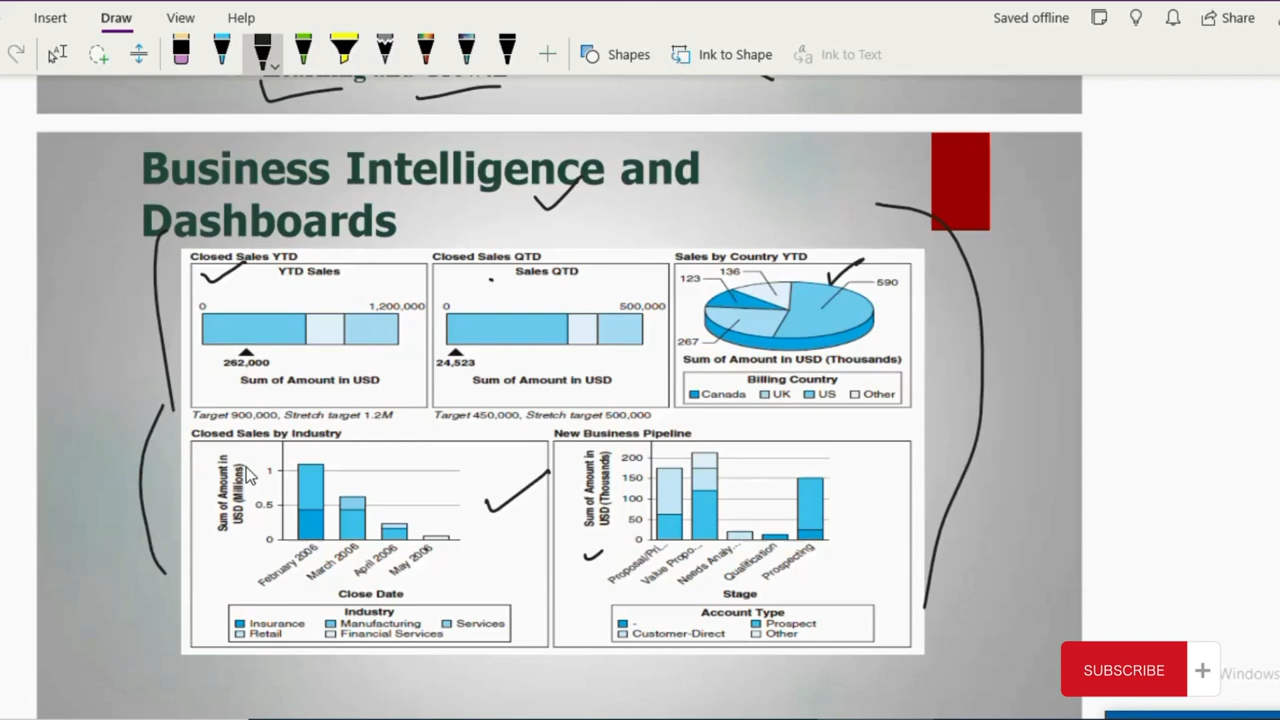 Insert Draw View Help Saved offline Share
Shapes Ink to Shape Ink to Text
Business Intelligence and
Dashboards
Closed Sales YTD
YTD Sales
0 1,200,000
262,000
Sum of Amount in USD
Target 900,000, Stretch target 1.2M
Closed Sales QTD
Sales QTD
0 500,000
24,523
Sum of Amount in USD
Target 450,000, Stretch target 500,000
Sales by Country YTD
136
123
590
267
Sum of Amount in USD (Thousands)
Billing Country
Canada UK US Other
Closed Sales by Industry
Sum of Amount in
USD (Millions)
1
0.5
0
February 2006
March 2006
April 2006
May 2006
Close Date
Industry
Insurance Manufacturing Services
Retail Financial Services
New Business Pipeline
Sum of Amount in
USD (Thousands)
200
150
100
50
0
Proposal/Pri...
Value Propo...
Needs Analy...
Qualification
Prospecting
Stage
Account Type
- Prospect
Customer-Direct Other
SUBSCRIBE
Windows